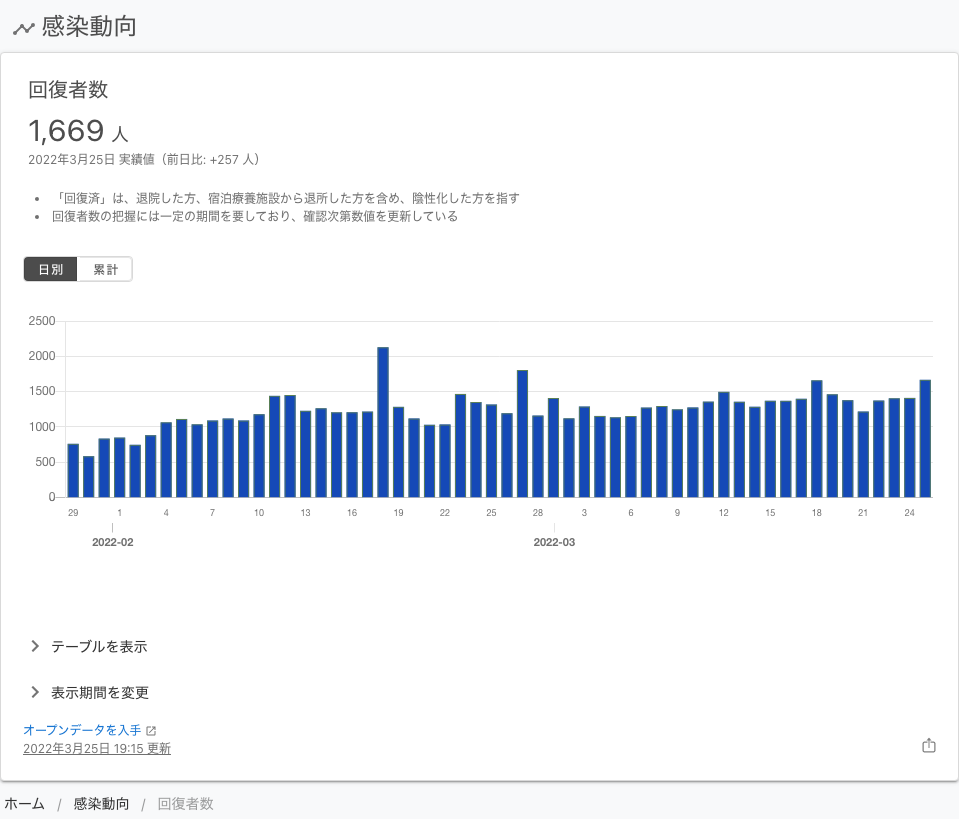 感染動向
回復者数
1,669 人
2022年3月25日 実績値（前日比: +257 人）
• 「回復済」は、退院した方、宿泊療養施設から退所した方を含め、陰性化した方を指す
• 回復者数の把握には一定の期間を要しており、確認次第数値を更新している
日別 累計
2500
2000
1500
1000
500
0
29 1 4 7 10 13 16 19 22 25 28 3 6 9 12 15 18 21 24
2022-02 2022-03
テーブルを表示
表示期間を変更
オープンデータを入手
2022年3月25日 19:15 更新
ホーム / 感染動向 / 回復者数